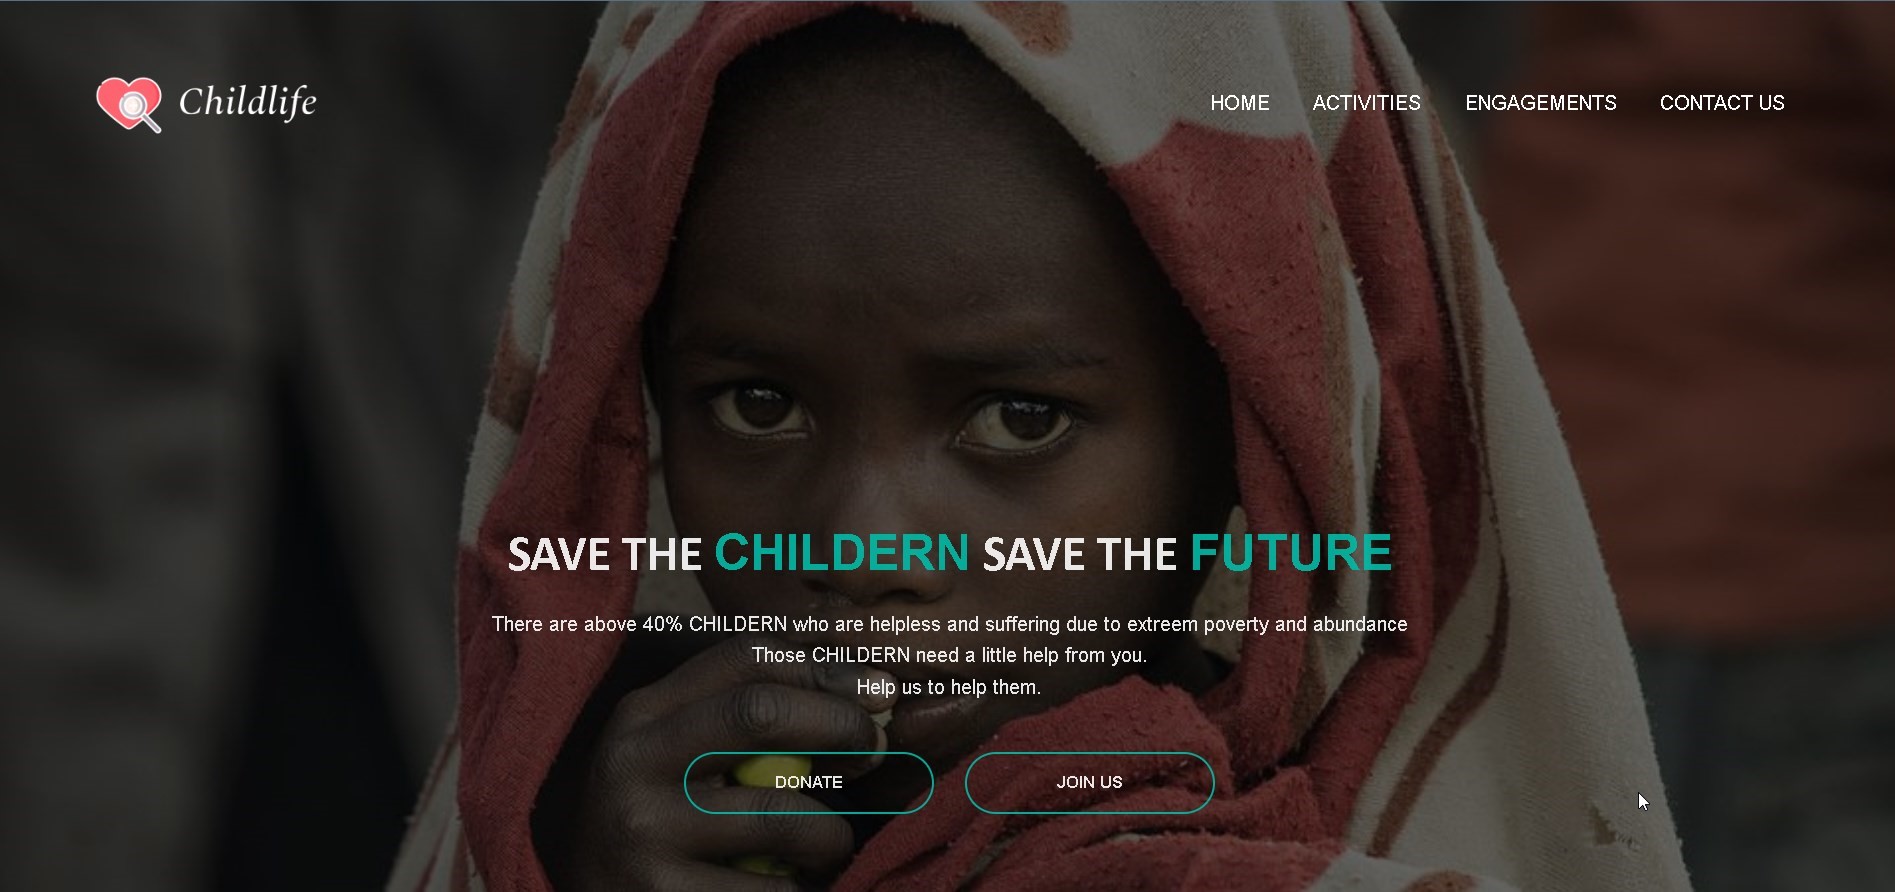 Childlife
HOME ACTIVITIES ENGAGEMENTS CONTACT US
SAVE THE CHILDERN SAVE THE FUTURE
There are above 40% CHILDERN who are helpless and suffering due to extreem poverty and abundance
Those CHILDERN need a little help from you.
Help us to help them.
DONATE JOIN US